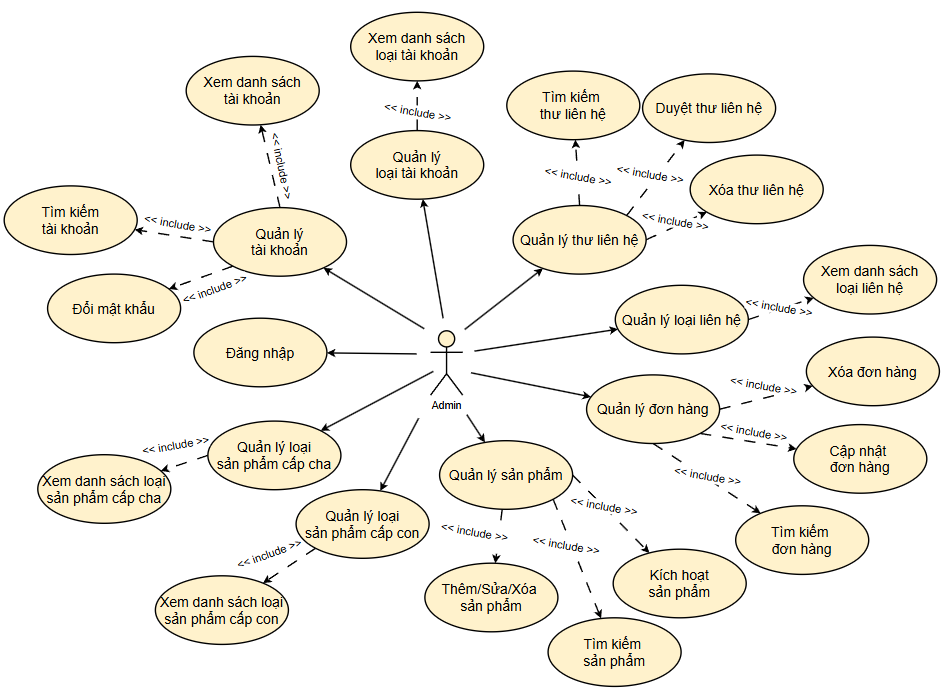 Xem danh sách
loại tài khoản
Xem danh sách
tài khoản
<< include >>
Tìm kiếm
thư liên hệ
Duyệt thư liên hệ
<< include >>
Quản lý
loại tài khoản
<< include >>
<< include >>
Xóa thư liên hệ
Tìm kiếm
tài khoản
<< include >>
Quản lý
tài khoản
Quản lý thư liên hệ
<< include >>
Đổi mật khẩu
<< include >>
Xem danh sách
loại liên hệ
<< include >>
Quản lý loại liên hệ
Đăng nhập
Admin
Xóa đơn hàng
<< include >>
Quản lý đơn hàng
<< include >>
Cập nhật
đơn hàng
<< include >>
Tìm kiếm
đơn hàng
Quản lý loại
sản phẩm cấp cha
<< include >>
Xem danh sách loại
sản phẩm cấp cha
Quản lý sản phẩm
<< include >>
<< include >>
<< include >>
Quản lý loại
sản phẩm cấp con
<< include >>
Xem danh sách loại
sản phẩm cấp con
Thêm/Sửa/Xóa
sản phẩm
Kích hoạt
sản phẩm
Tìm kiếm
sản phẩm